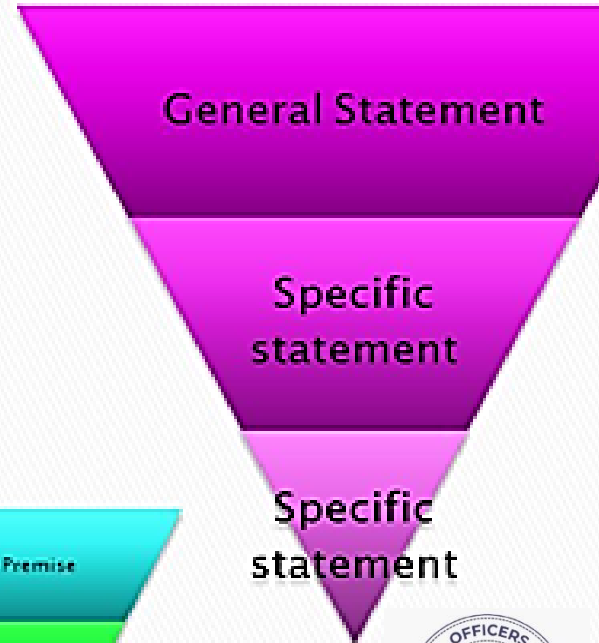 General Statement
Specific
statement
Specific
statement
Premise
OFFICERS